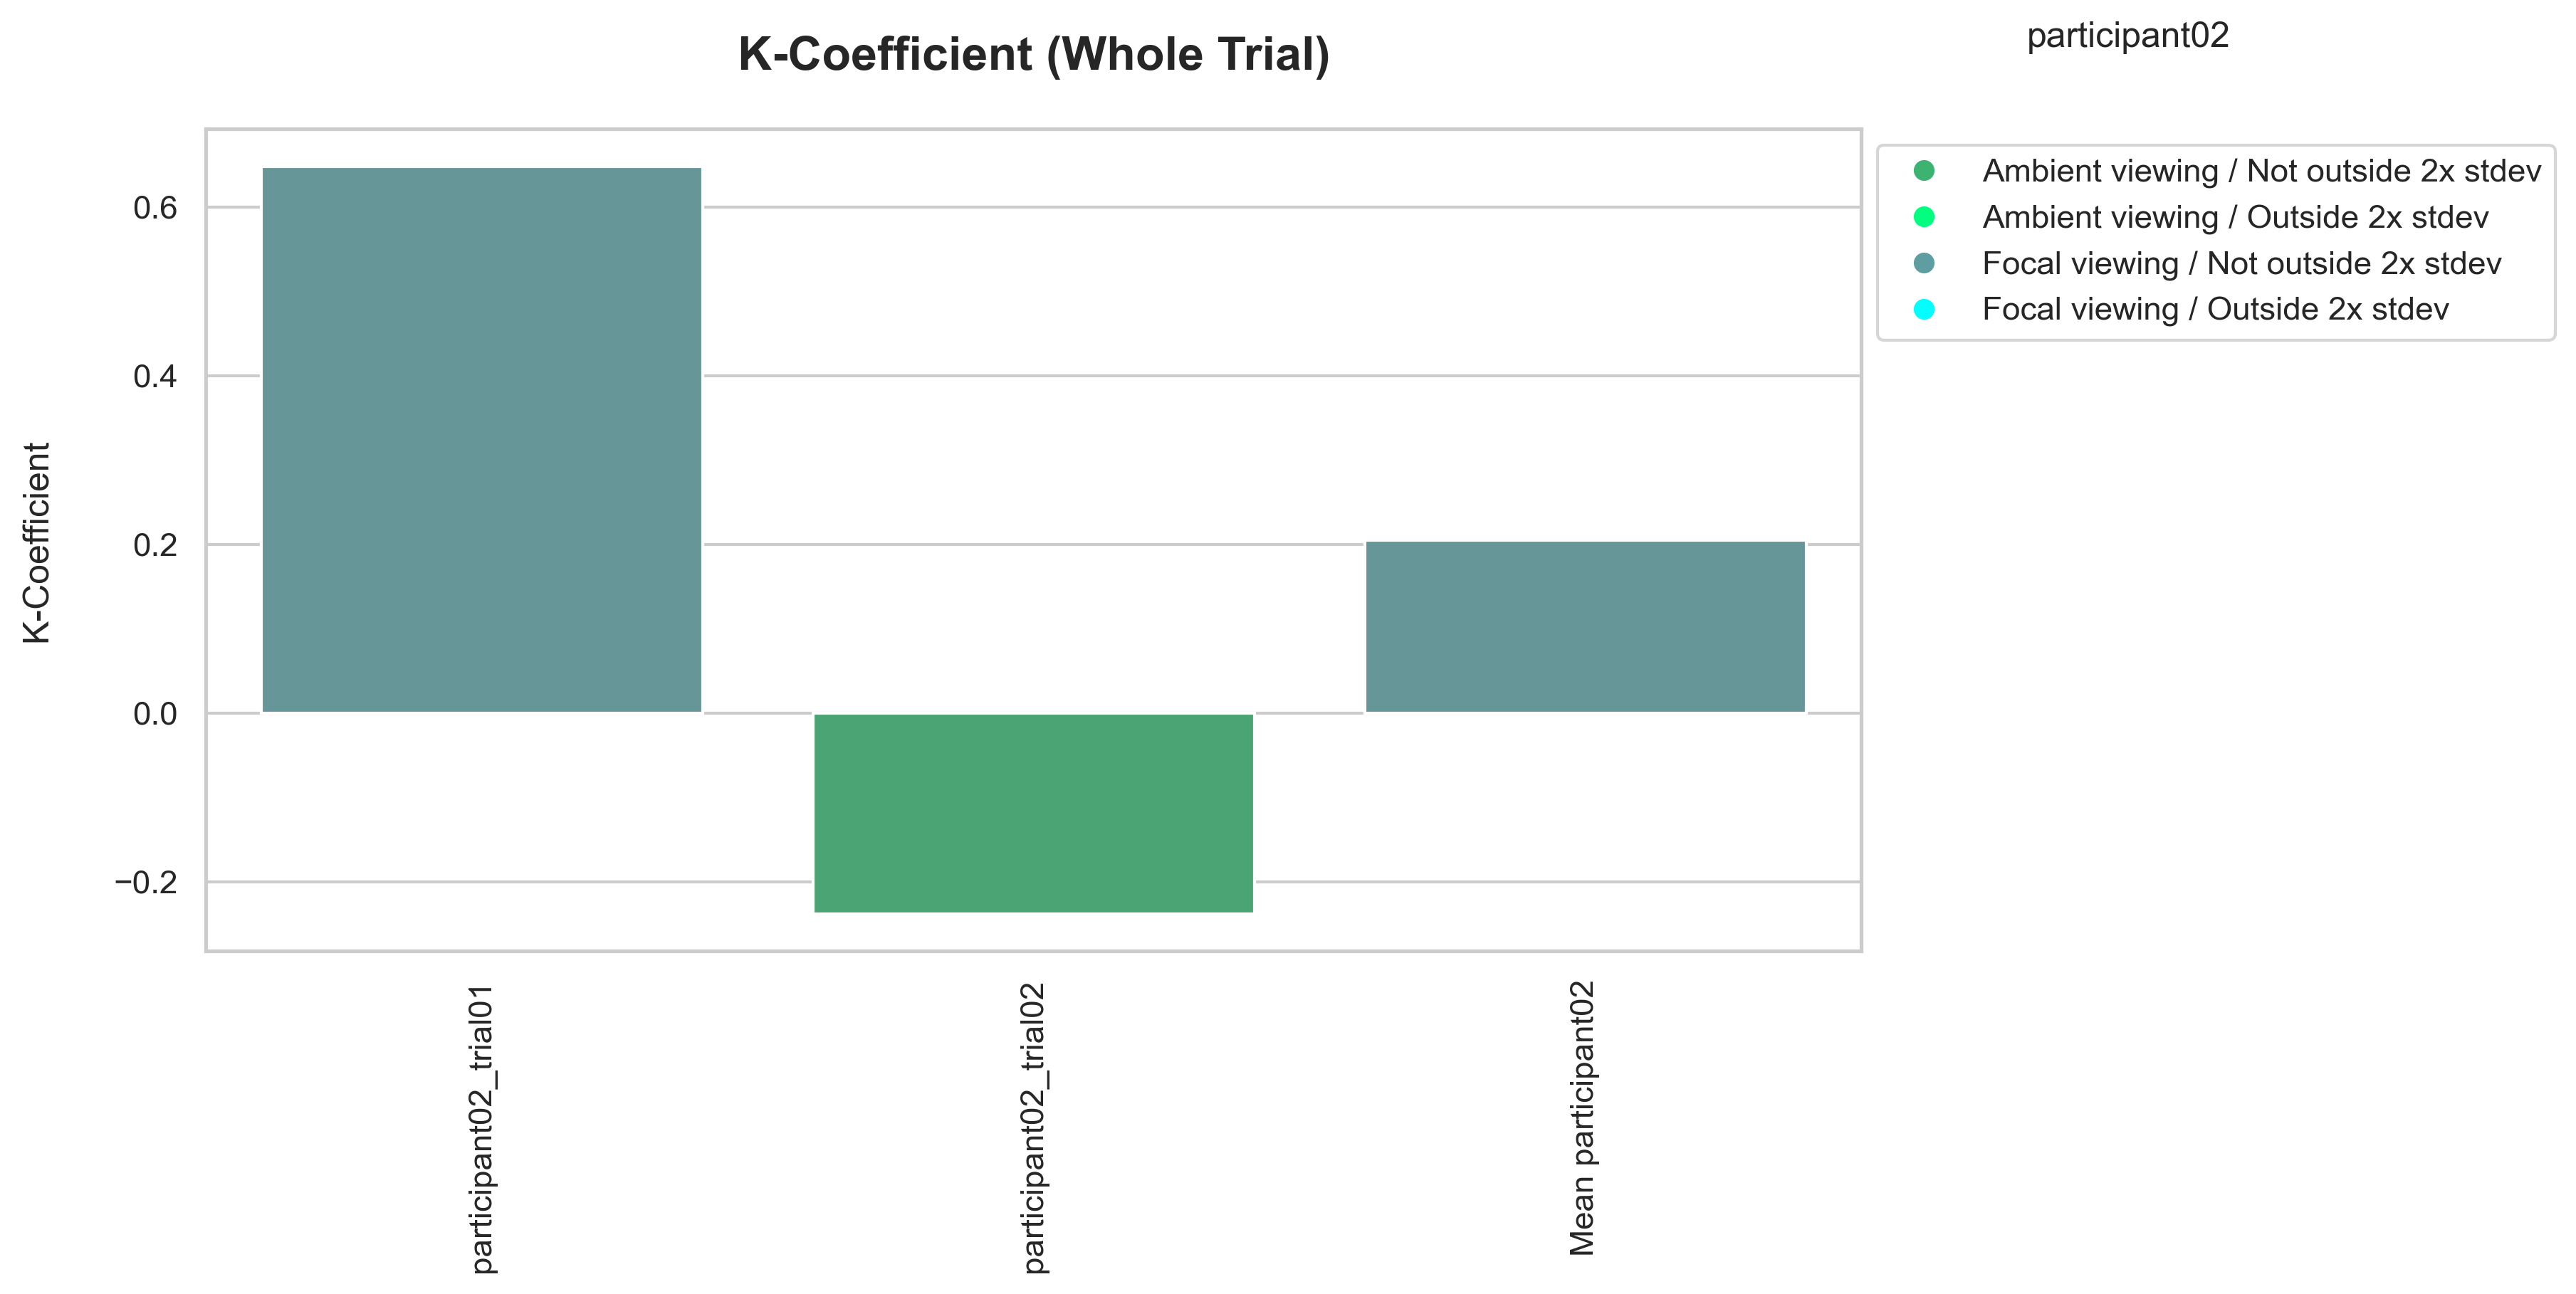 K-Coefficient (Whole Trial)
participant02
Ambient viewing / Not outside 2x stdev
Ambient viewing / Outside 2x stdev
Focal viewing / Not outside 2x stdev
Focal viewing / Outside 2x stdev
K-Coefficient
0.6
0.4
0.2
0.0
−0.2
participant02_trial01
participant02_trial02
Mean participant02